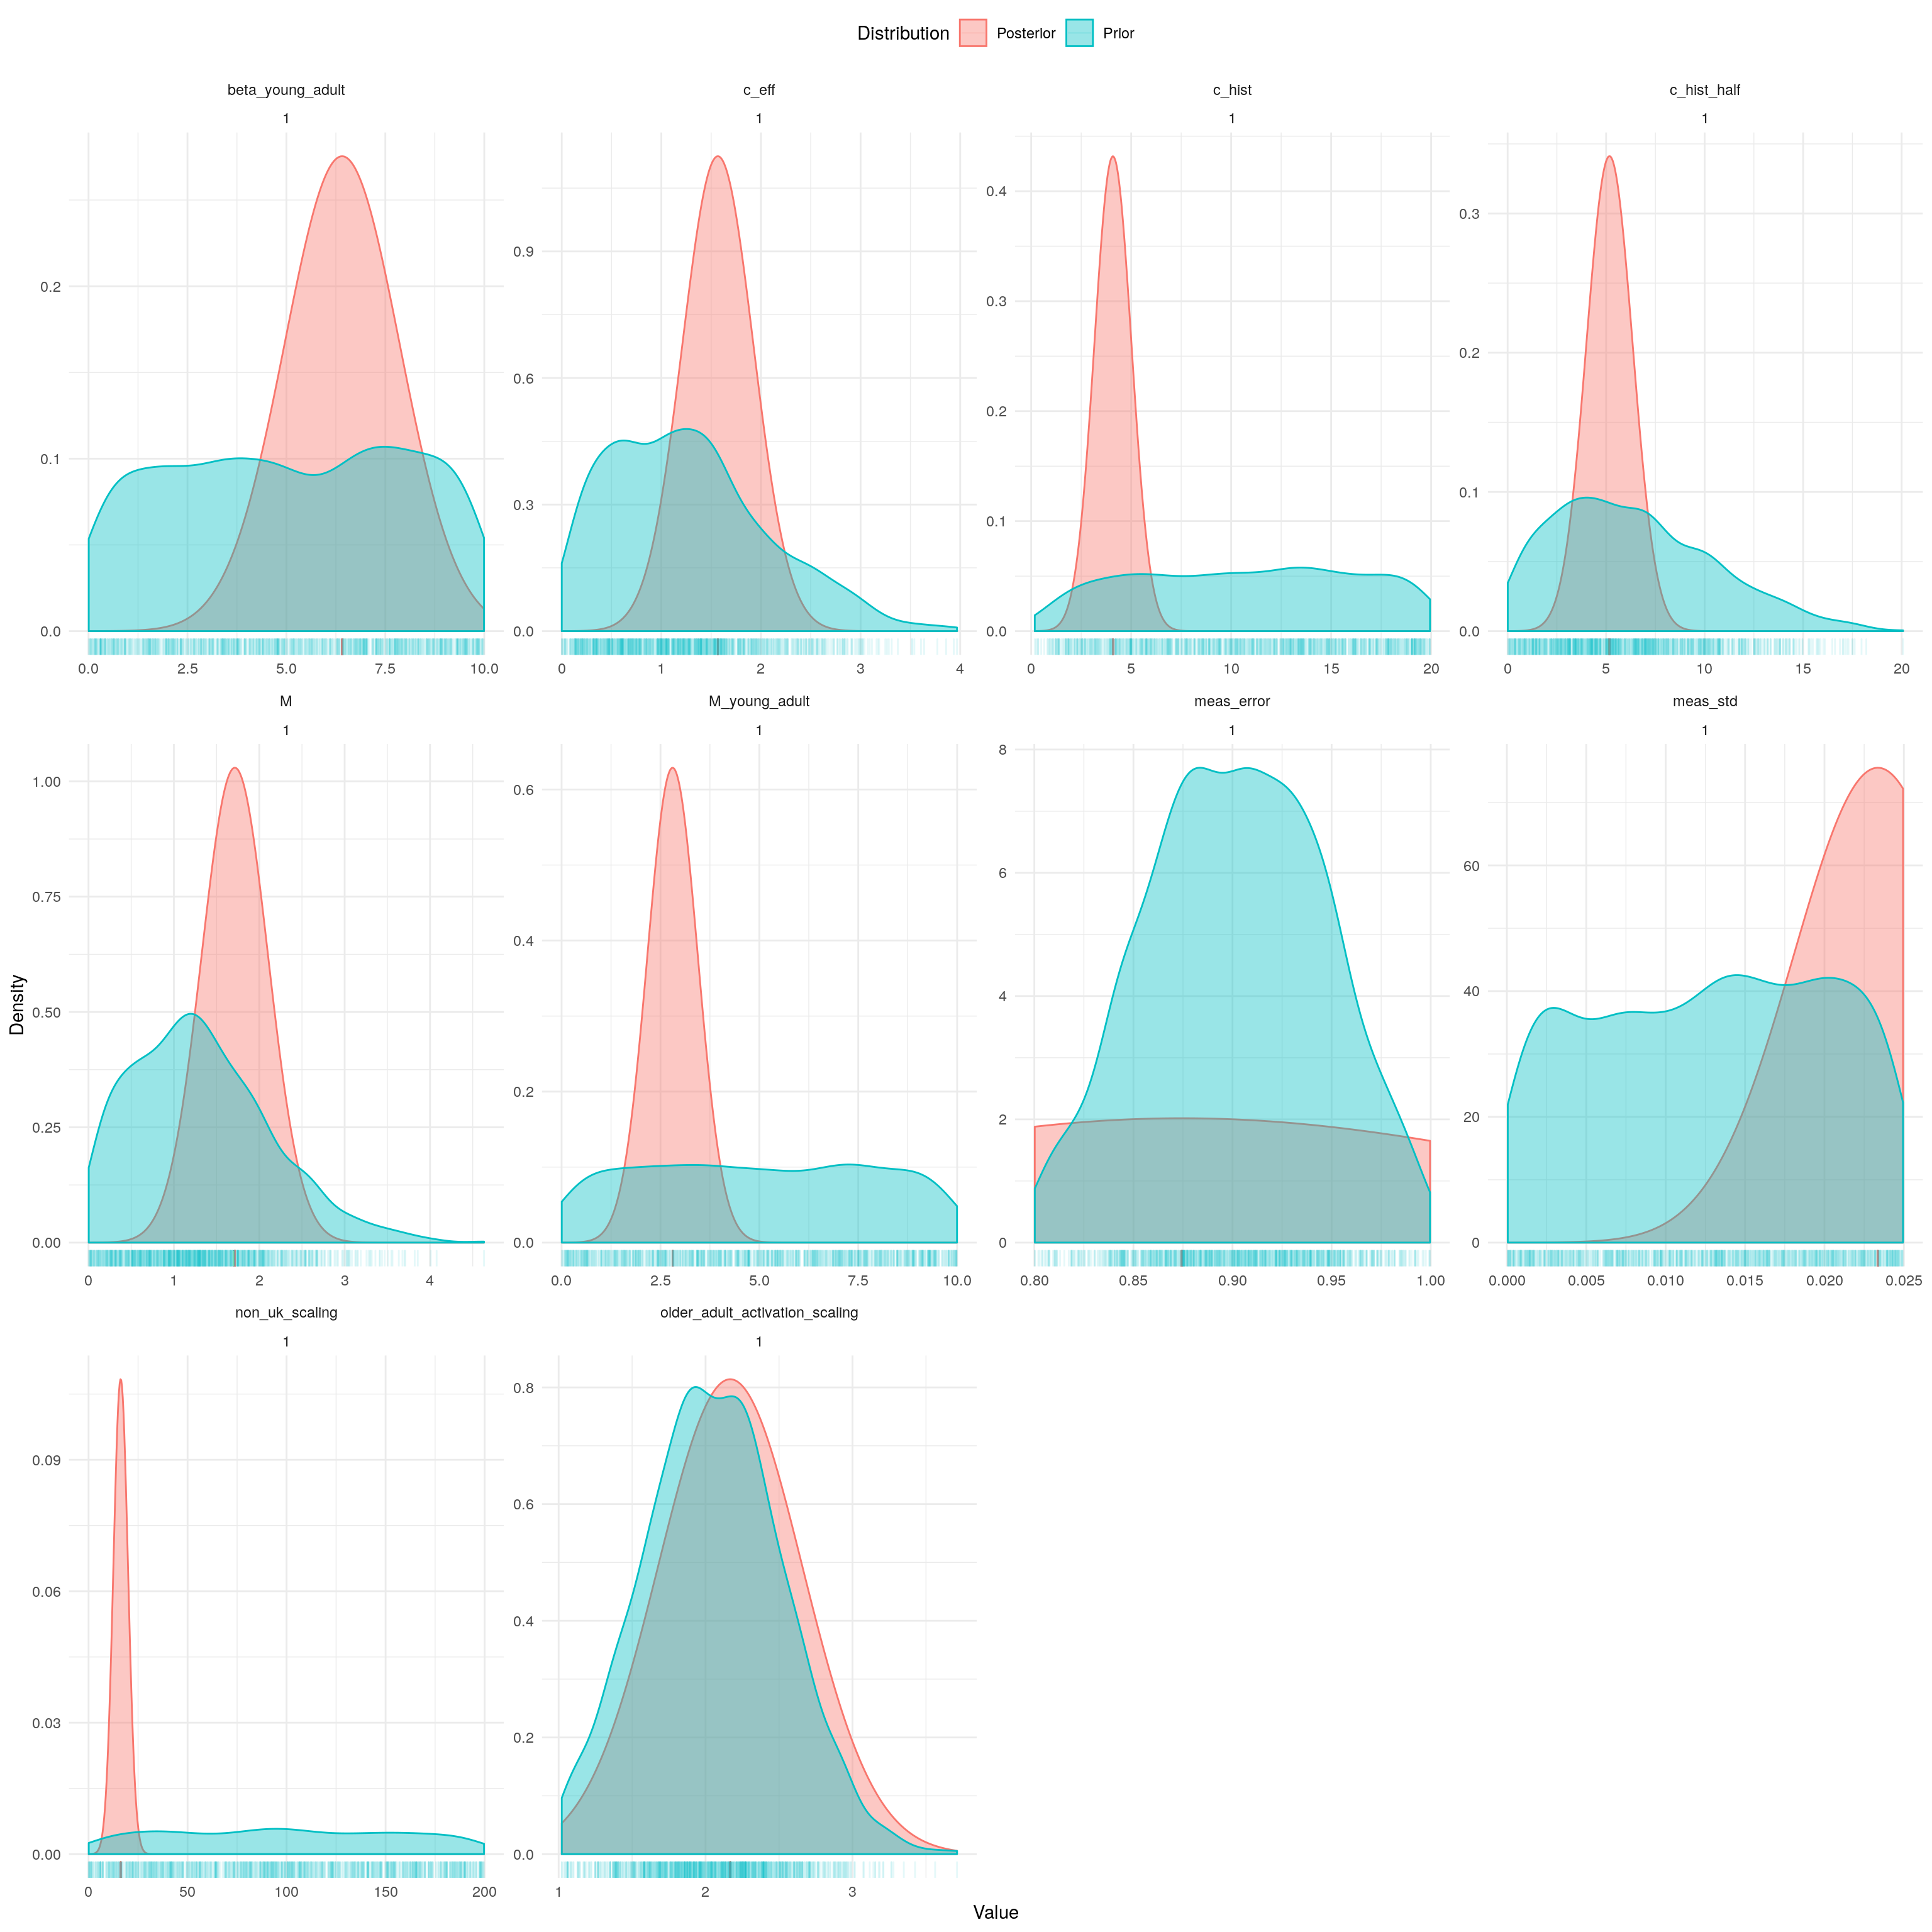 Distribution Posterior Prior
beta_young_adult c_eff c_hist c_hist_half
1 1 1 1
0.0 0.1 0.2
0.0 2.5 5.0 7.5 10.0
0.0 0.3 0.6 0.9
0 1 2 3 4
0.0 0.1 0.2 0.3 0.4
0 5 10 15 20
0.0 0.1 0.2 0.3
0 5 10 15 20
M M_young_adult meas_error meas_std
1 1 1 1
0.00 0.25 0.50 0.75 1.00
0 1 2 3 4
0.0 0.2 0.4 0.6
0.0 2.5 5.0 7.5 10.0
0 2 4 6 8
0.80 0.85 0.90 0.95 1.00
0 20 40 60
0.000 0.005 0.010 0.015 0.020 0.025
Density
non_uk_scaling older_adult_activation_scaling
1 1
0.00 0.03 0.06 0.09
0 50 100 150 200
0.0 0.2 0.4 0.6 0.8
1 2 3
Value